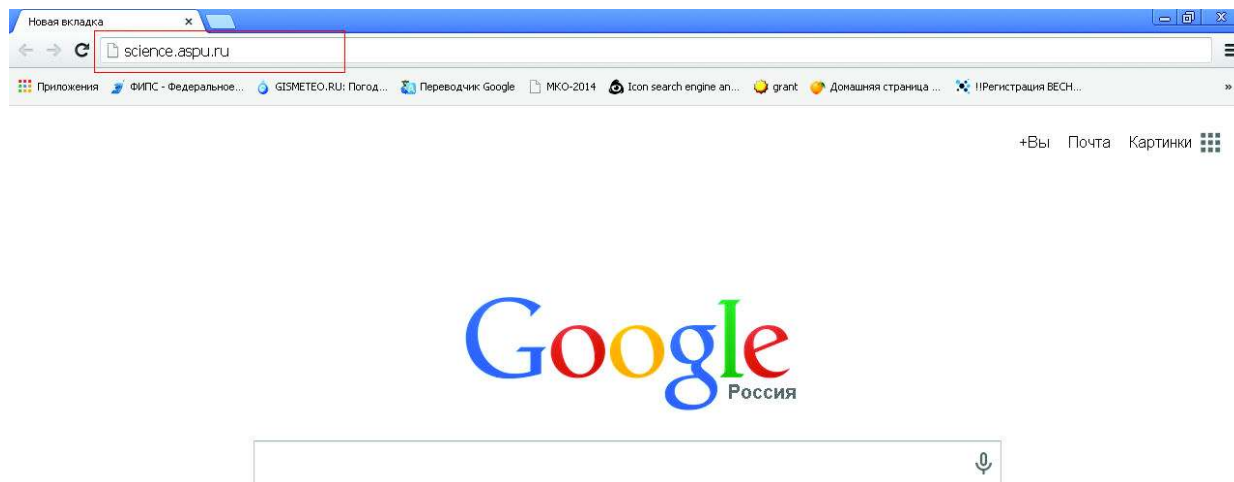 Новая вкладка
science.aspu.ru
Приложения ФИПС - Федеральное... GISMETEO.RU: Погод... Переводчик Google МКО-2014 Icon search engine an... grant Домашняя страница ... !!Регистрация ВЕСН... »
+Вы Почта Картинки
Google
Россия